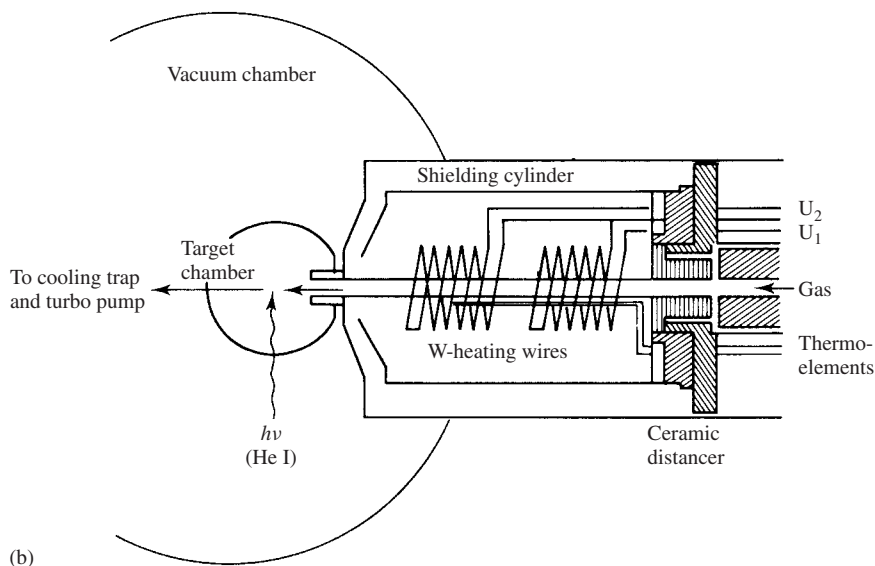 Vacuum chamber
Shielding cylinder
U2
U1
Target
chamber
To cooling trap
and turbo pump
Gas
W-heating wires
Thermo-
elements
hν
(He I)
Ceramic
distancer
(b)